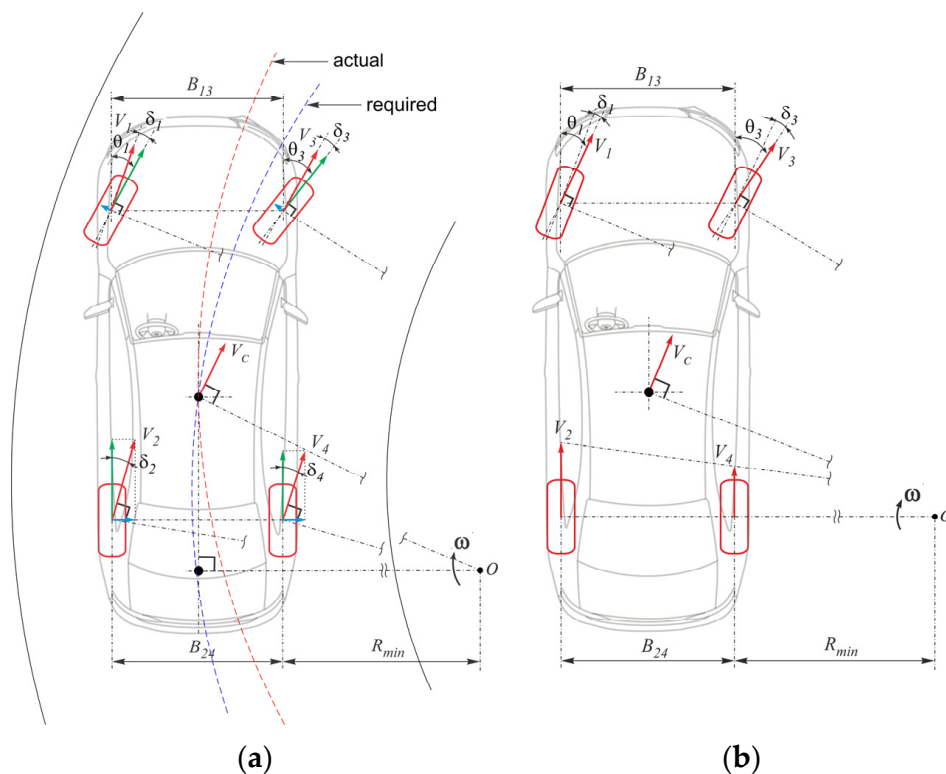 actual
required
B13
V1
δ1
θ1
V3
δ3
θ3
VC
V2
δ2
V4
δ4
ω
O
B24
Rmin
(a)
B13
δ1
θ1
V1
δ3
θ3
V3
VC
V2
V4
ω
O
B24
Rmin
(b)